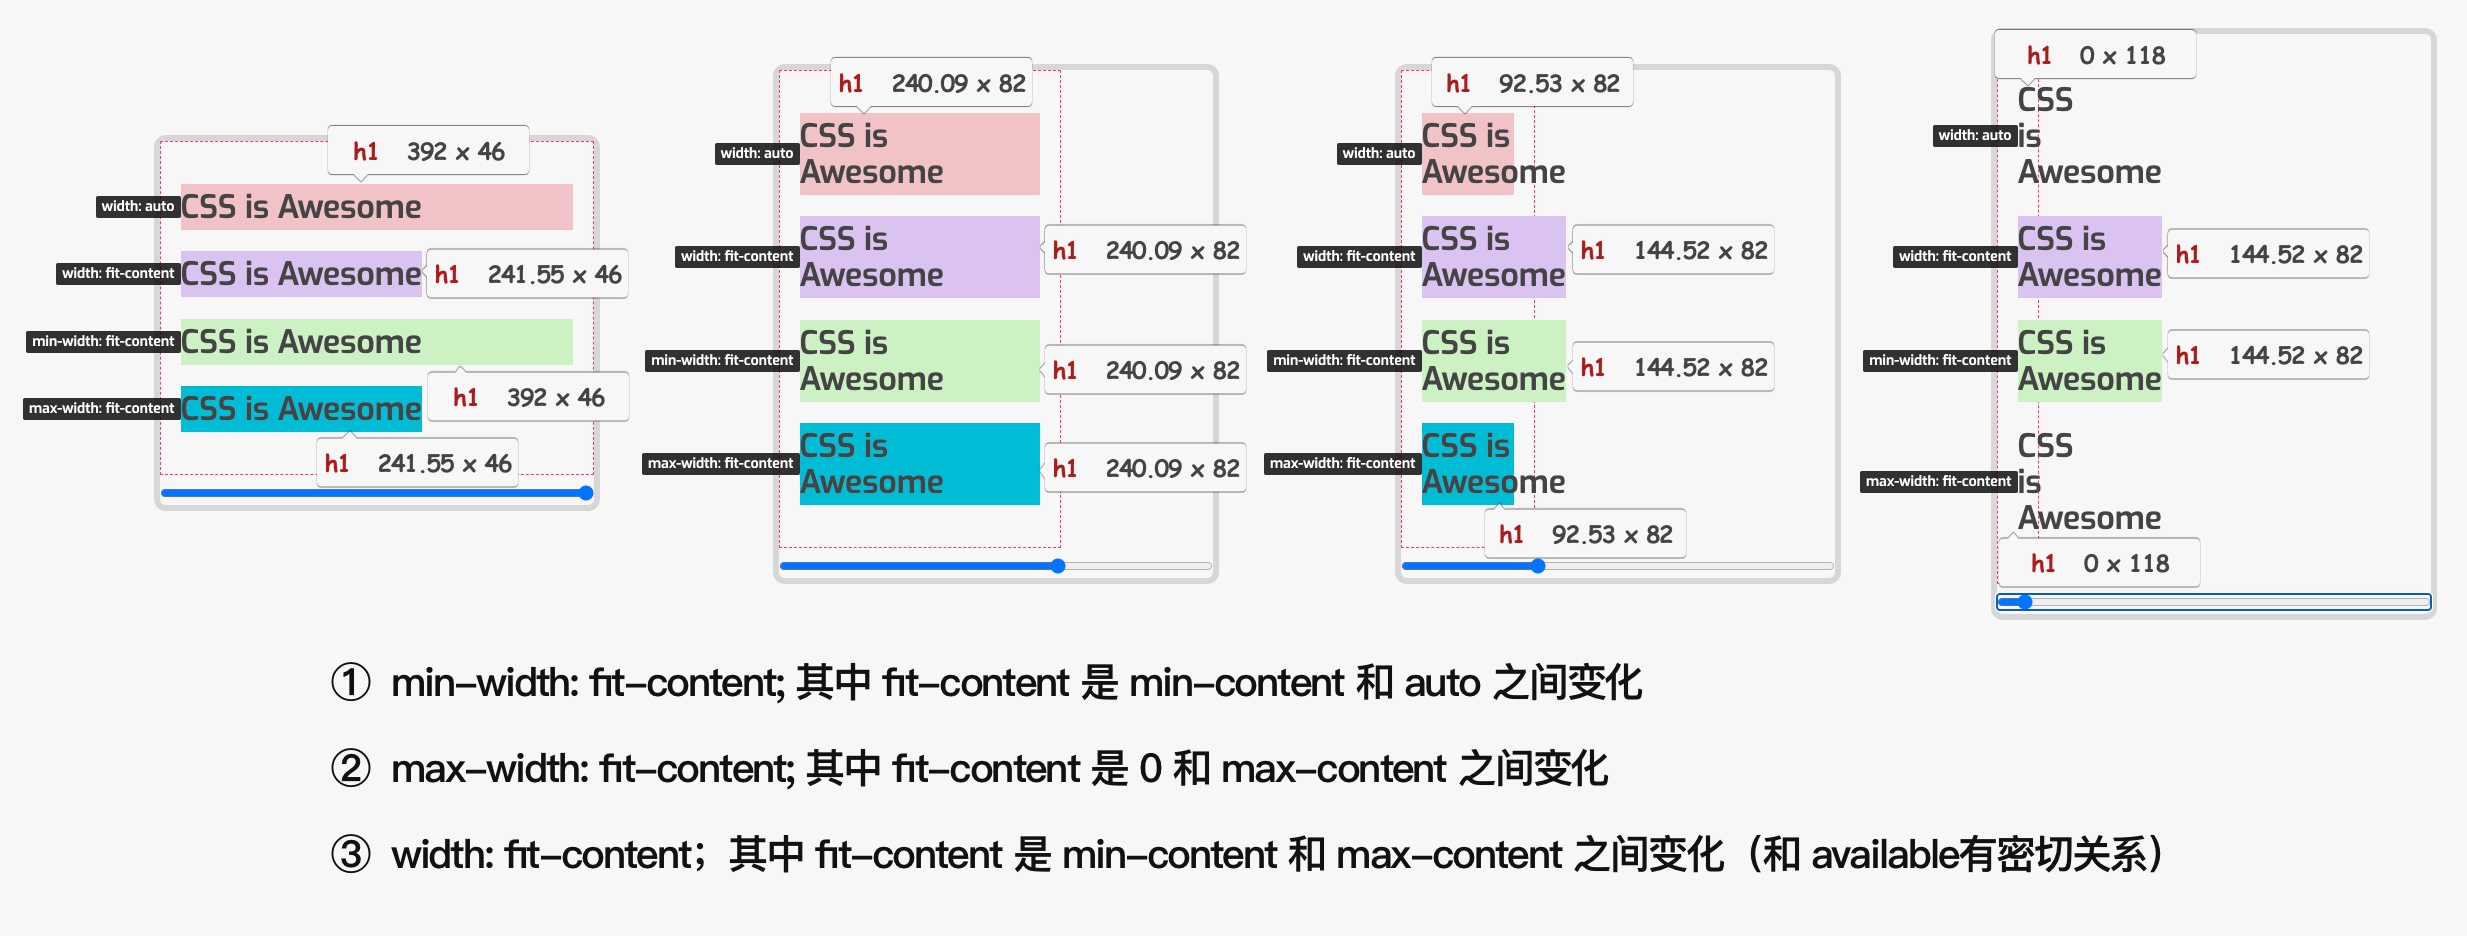 h1 392 x 46
width: auto CSS is Awesome
width: fit-content CSS is Awesome h1 241.55 x 46
min-width: fit-content CSS is Awesome
h1 392 x 46
max-width: fit-content CSS is Awesome
h1 241.55 x 46
h1 240.09 x 82
width: auto
CSS is
Awesome
width: fit-content
CSS is
Awesome
h1 240.09 x 82
min-width: fit-content
CSS is
Awesome
h1 240.09 x 82
max-width: fit-content
CSS is
Awesome
h1 240.09 x 82
h1 92.53 x 82
width: auto
CSS is
Awesome
width: fit-content
CSS is
Awesome
h1 144.52 x 82
min-width: fit-content
CSS is
Awesome
h1 144.52 x 82
max-width: fit-content
CSS is
Awesome
h1 92.53 x 82
h1 0 x 118
width: auto
CSS
is
Awesome
width: fit-content
CSS is
Awesome
h1 144.52 x 82
min-width: fit-content
CSS is
Awesome
h1 144.52 x 82
max-width: fit-content
CSS
is
Awesome
h1 0 x 118
① min-width: fit-content; 其中 fit-content 是 min-content 和 auto 之间变化
② max-width: fit-content; 其中 fit-content 是 0 和 max-content 之间变化
③ width: fit-content；其中 fit-content 是 min-content 和 max-content 之间变化（和 available有密切关系）